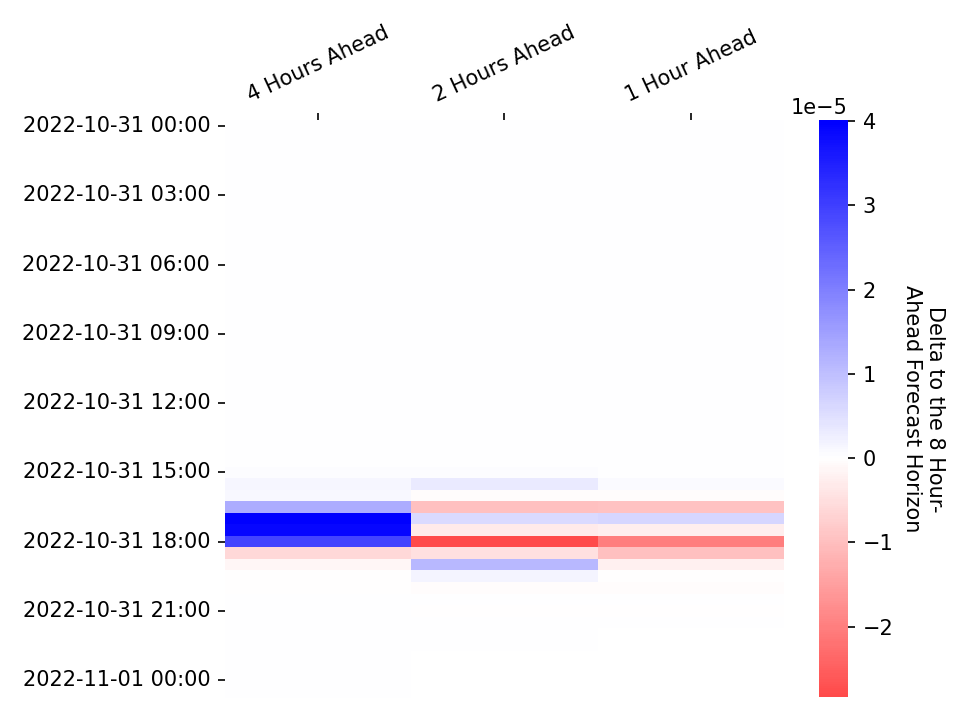 4 Hours Ahead
2 Hours Ahead
1 Hour Ahead
2022-10-31 00:00
2022-10-31 03:00
2022-10-31 06:00
2022-10-31 09:00
2022-10-31 12:00
2022-10-31 15:00
2022-10-31 18:00
2022-10-31 21:00
2022-11-01 00:00
1e−5
4
3
2
1
0
−1
−2
Delta to the 8 Hour-
Ahead Forecast Horizon